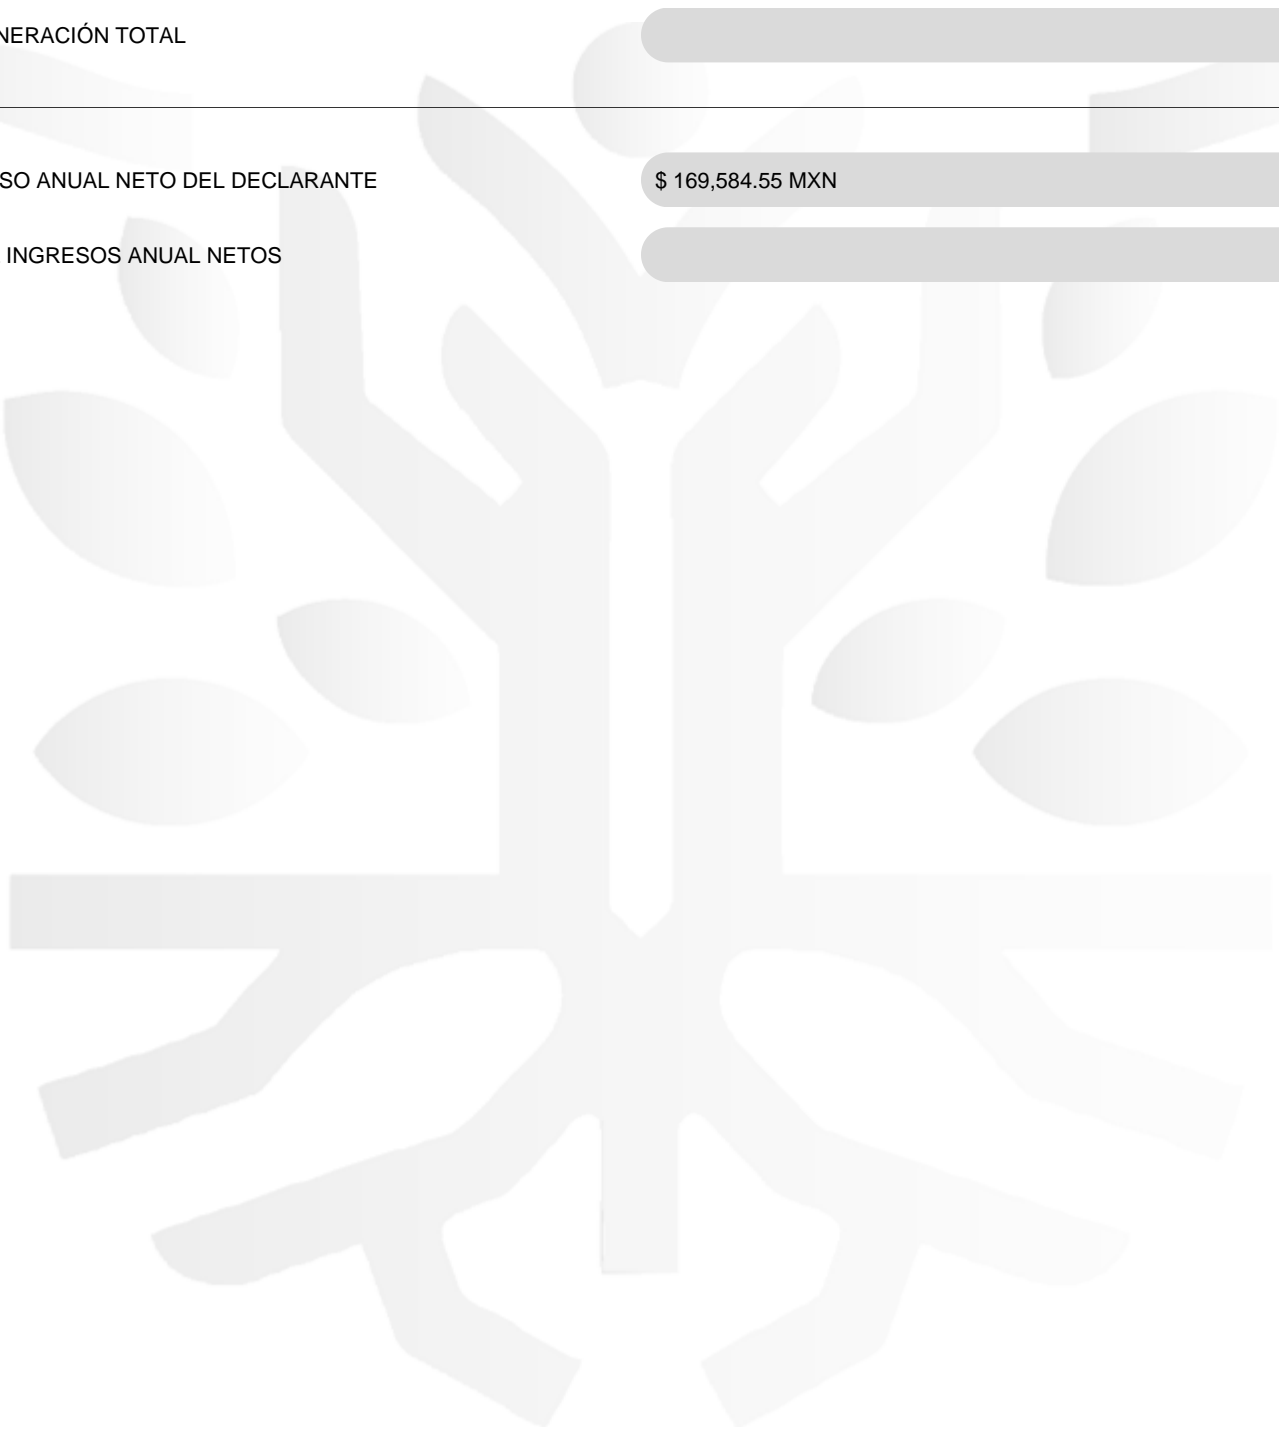 NERACIÓN TOTAL
SO ANUAL NETO DEL DECLARANTE $ 169,584.55 MXN
INGRESOS ANUAL NETOS